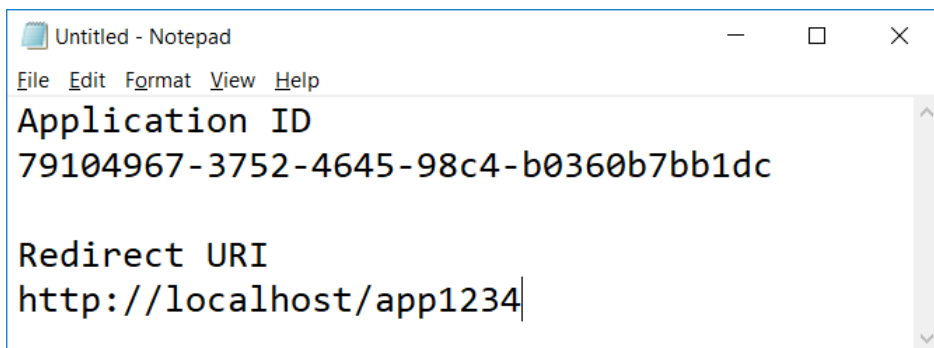 Untitled - Notepad
File Edit Format View Help
Application ID
79104967-3752-4645-98c4-b0360b7bb1dc
Redirect URI
http://localhost/app1234